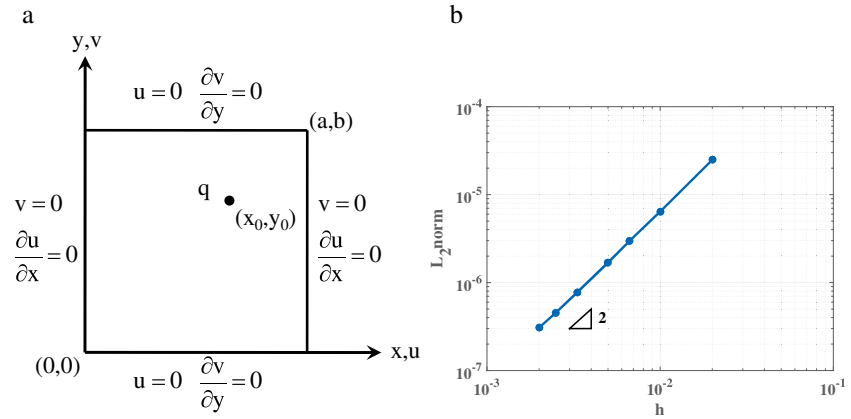 a
y,v
u = 0 ∂v/∂y = 0
(a,b)
v = 0
∂u/∂x = 0
q
(x₀,y₀)
v = 0
∂u/∂x = 0
(0,0)
x,u
u = 0 ∂v/∂y = 0
b
10⁻⁴
10⁻⁵
10⁻⁶
10⁻⁷
L₂norm
2
10⁻³
10⁻²
10⁻¹
h